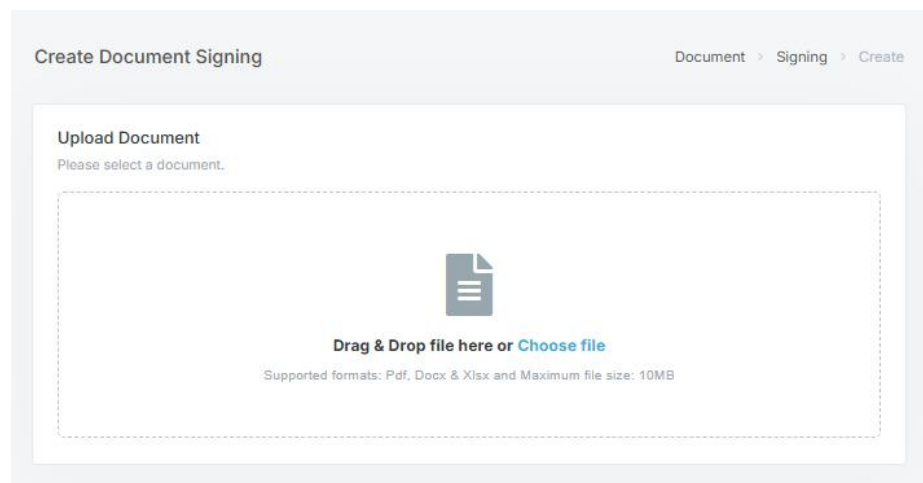 Create Document Signing
Document > Signing > Create
Upload Document
Please select a document.
Drag & Drop file here or Choose file
Supported formats: Pdf, Docx & Xlsx and Maximum file size: 10MB